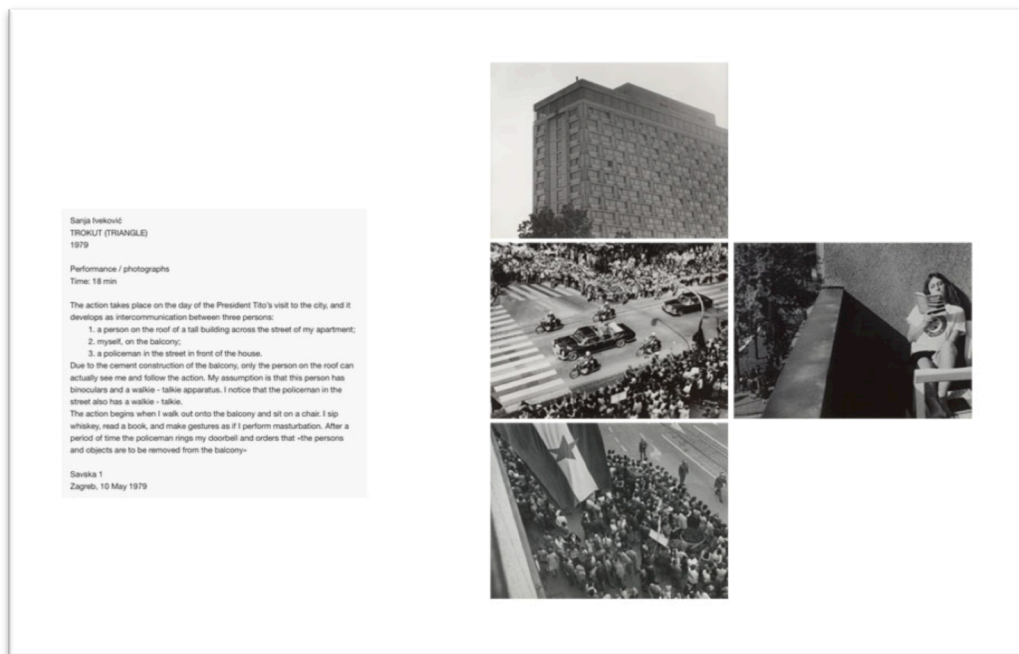 Sanja Iveković
TROKUT (TRIANGLE)
1979
Performance / photographs
Time: 18 min
The action takes place on the day of the President Tito's visit to the city, and it
develops as intercommunication between three persons:
1. a person on the roof of a tall building across the street of my apartment;
2. myself, on the balcony;
3. a policeman in the street in front of the house.
Due to the cement construction of the balcony, only the person on the roof can
actually see me and follow the action. My assumption is that this person has
binoculars and a walkie - talkie apparatus. I notice that the policeman in the
street also has a walkie - talkie.
The action begins when I walk out onto the balcony and sit on a chair. I sip
whiskey, read a book, and make gestures as if I perform masturbation. After a
period of time the policeman rings my doorbell and orders that «the persons
and objects are to be removed from the balcony»
Savska 1
Zagreb, 10 May 1979